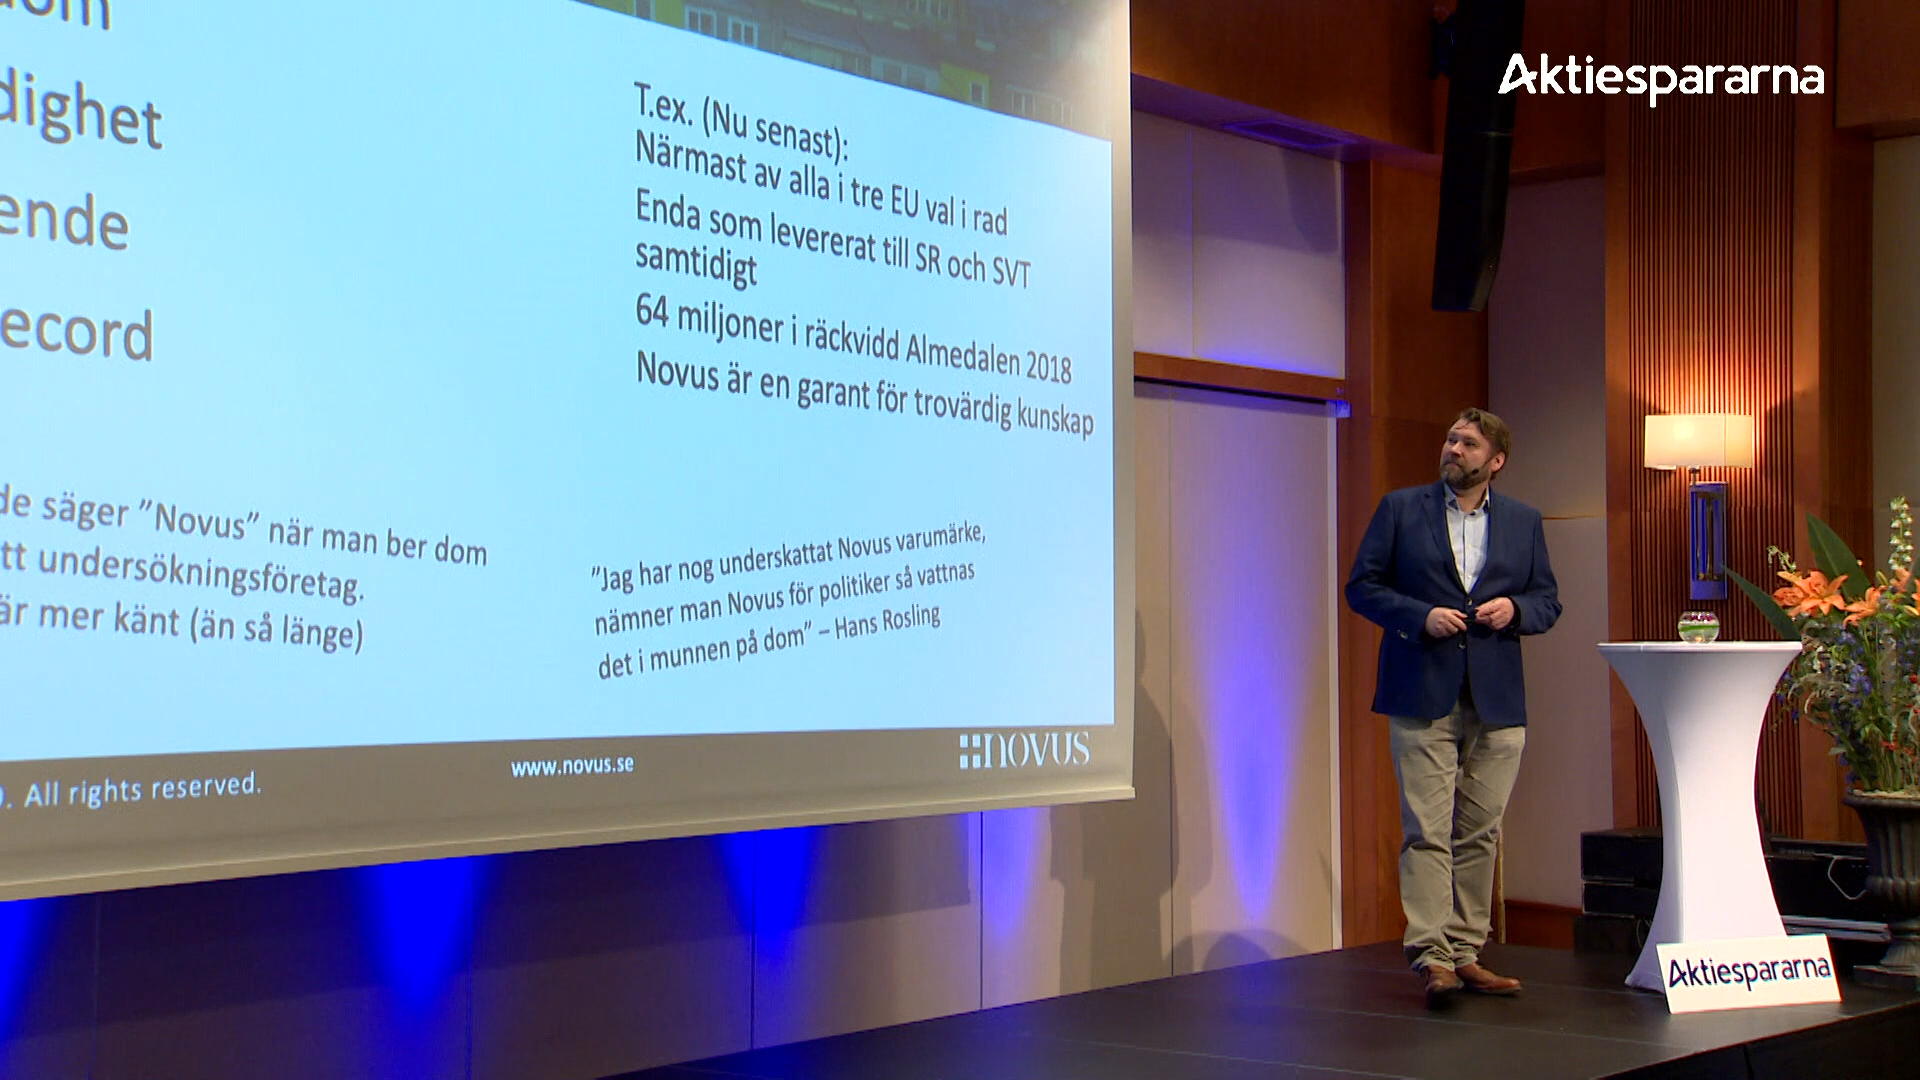 Aktiespararna
dighet
ende
ecord
T.ex. (Nu senast):
Närmast av alla i tre EU val i rad
Enda som levererat till SR och SVT
samtidigt
64 miljoner i räckvidd Almedalen 2018
Novus är en garant för trovärdig kunskap
de säger ”Novus” när man ber dom
tt undersökningsföretag.
är mer känt (än så länge)
”Jag har nog underskattat Novus varumärke,
nämner man Novus för politiker så vattnas
det i munnen på dom” – Hans Rosling
. All rights reserved.
www.novus.se
novus
Aktiespararna